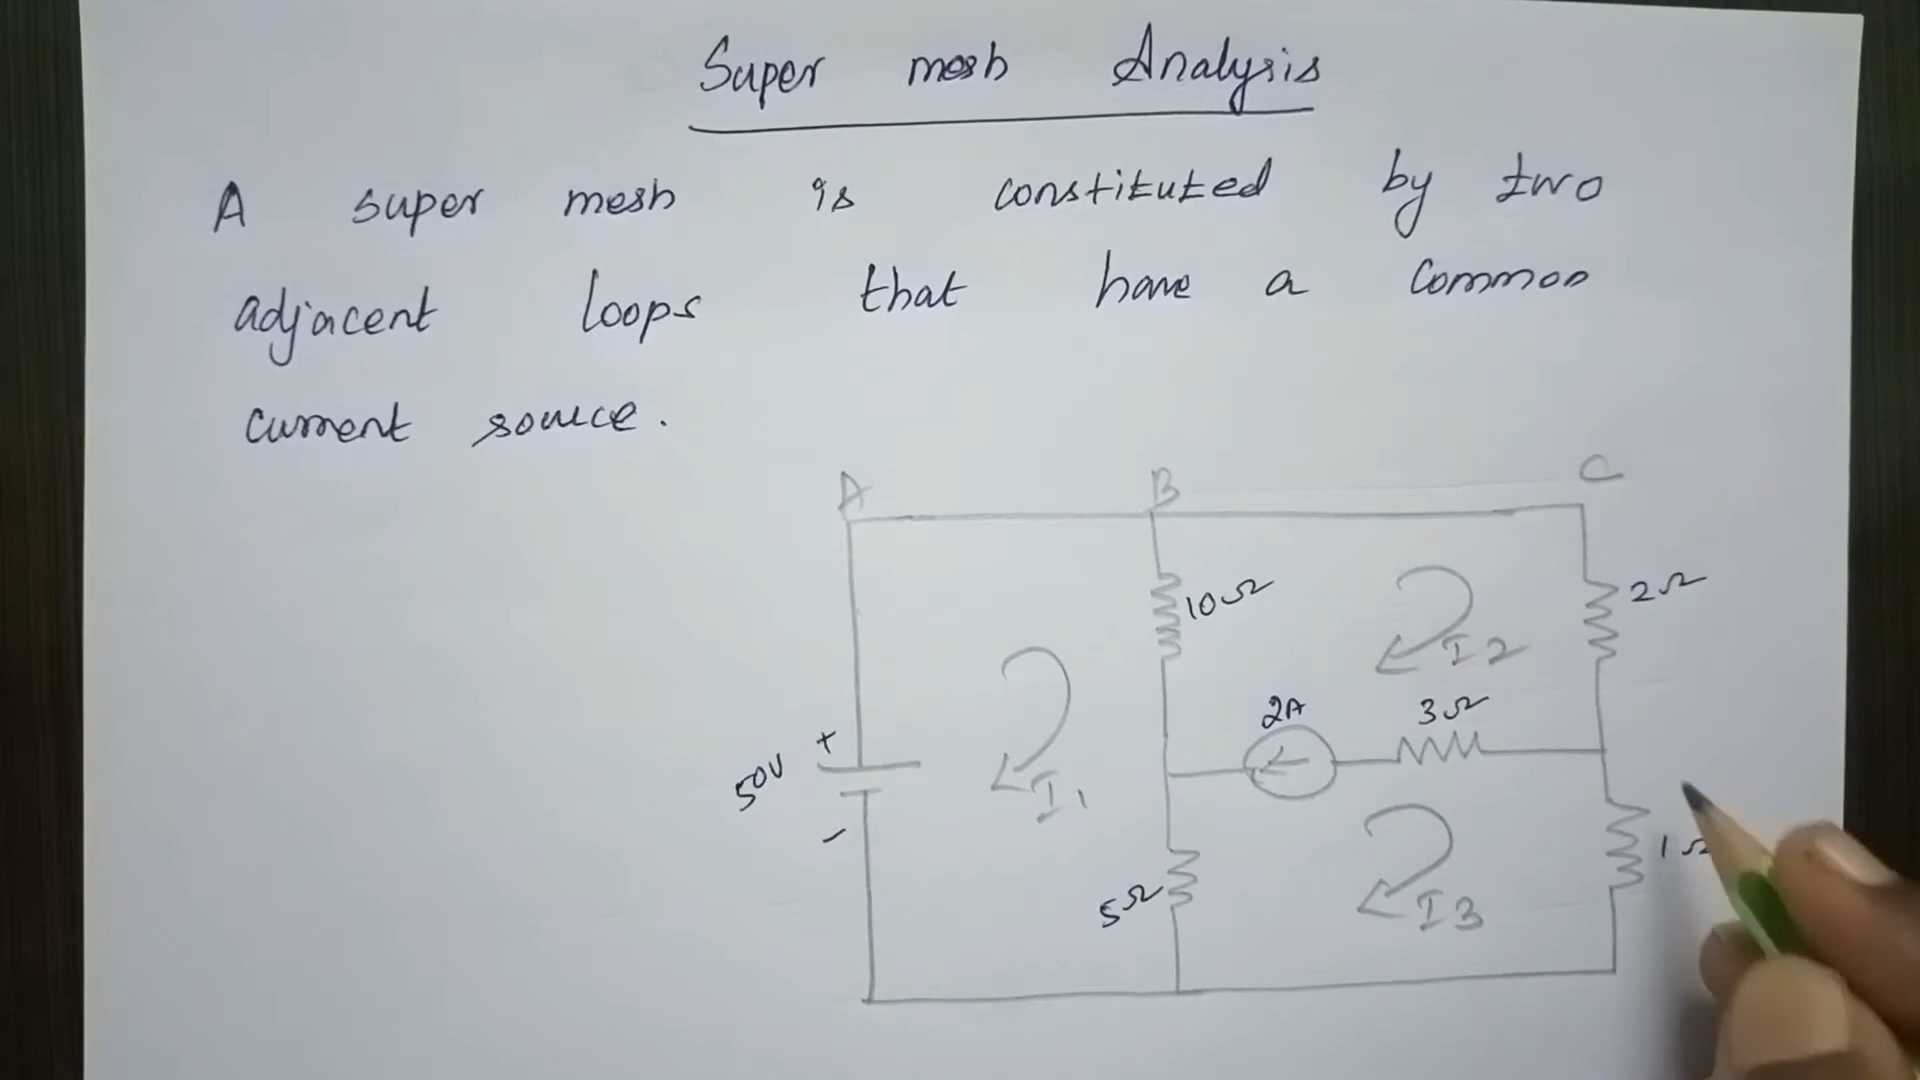 Super mesh Analysis
A super mesh is constituted by two
adjacent loops that have a common
current source.
A B C
10Ω 2Ω
I2
2A 3Ω
+
50V
I1
-
1Ω
5Ω I3